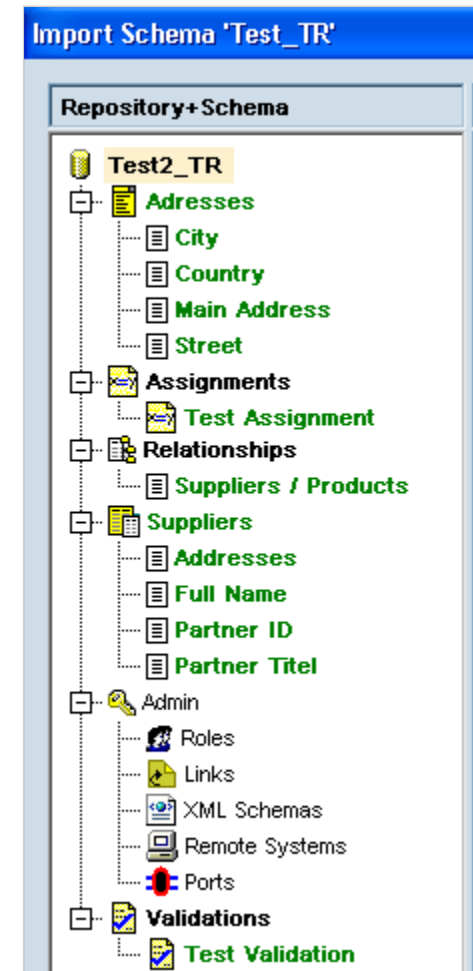 Import Schema 'Test_TR'
Repository+Schema
Test2_TR
Adresses
City
Country
Main Address
Street
Assignments
Test Assignment
Relationships
Suppliers / Products
Suppliers
Addresses
Full Name
Partner ID
Partner Titel
Admin
Roles
Links
XML Schemas
Remote Systems
Ports
Validations
Test Validation